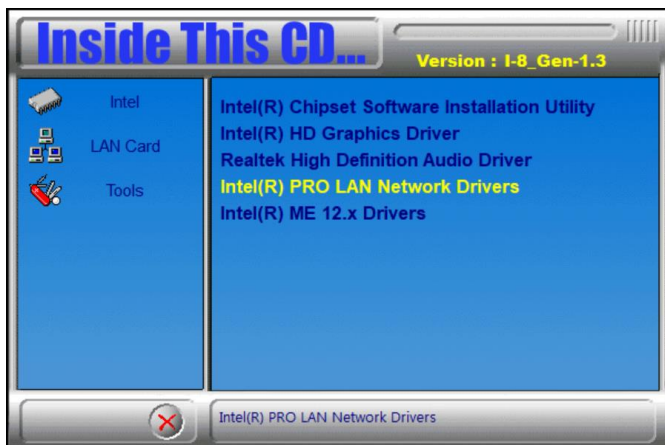 Inside This CD...
Version : I-8_Gen-1.3
Intel
LAN Card
Tools
Intel(R) Chipset Software Installation Utility
Intel(R) HD Graphics Driver
Realtek High Definition Audio Driver
Intel(R) PRO LAN Network Drivers
Intel(R) ME 12.x Drivers
Intel(R) PRO LAN Network Drivers